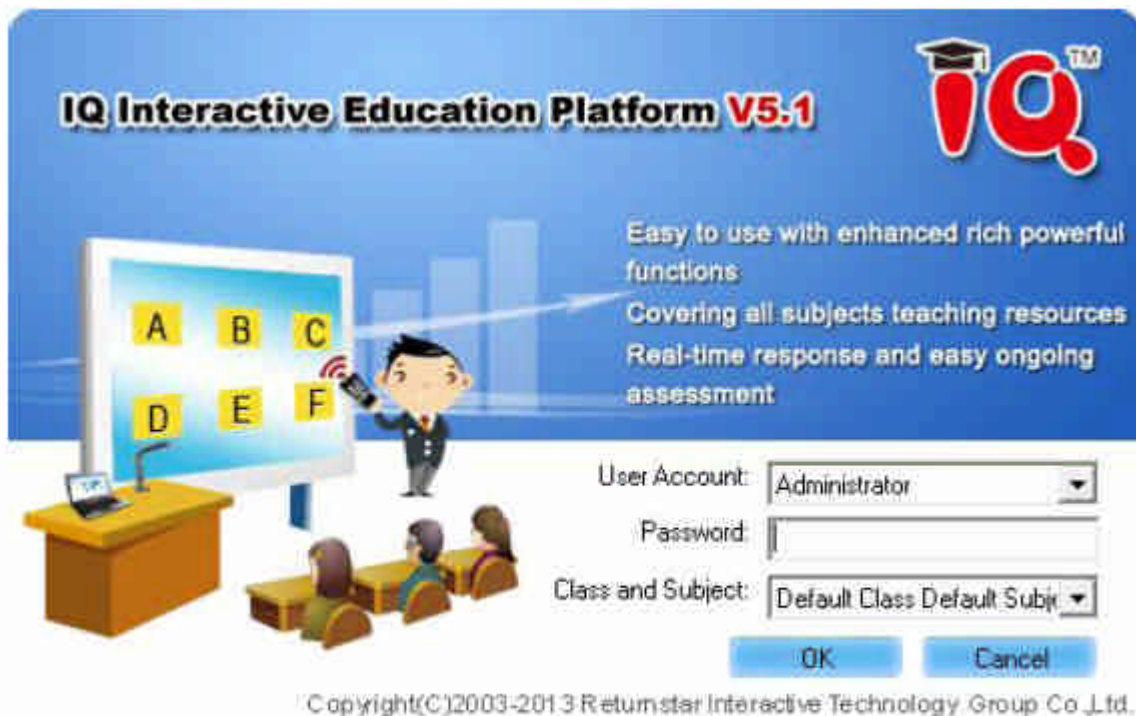 IQ Interactive Education Platform V5.1
iQ TM
Easy to use with enhanced rich powerful
functions
Covering all subjects teaching resources
Real-time response and easy ongoing
assessment
A B C
D E F
User Account: Administrator
Password:
Class and Subject: Default Class Default Subje
OK Cancel
Copyright(C)2003-2013 Returnstar Interactive Technology Group Co.,Ltd.